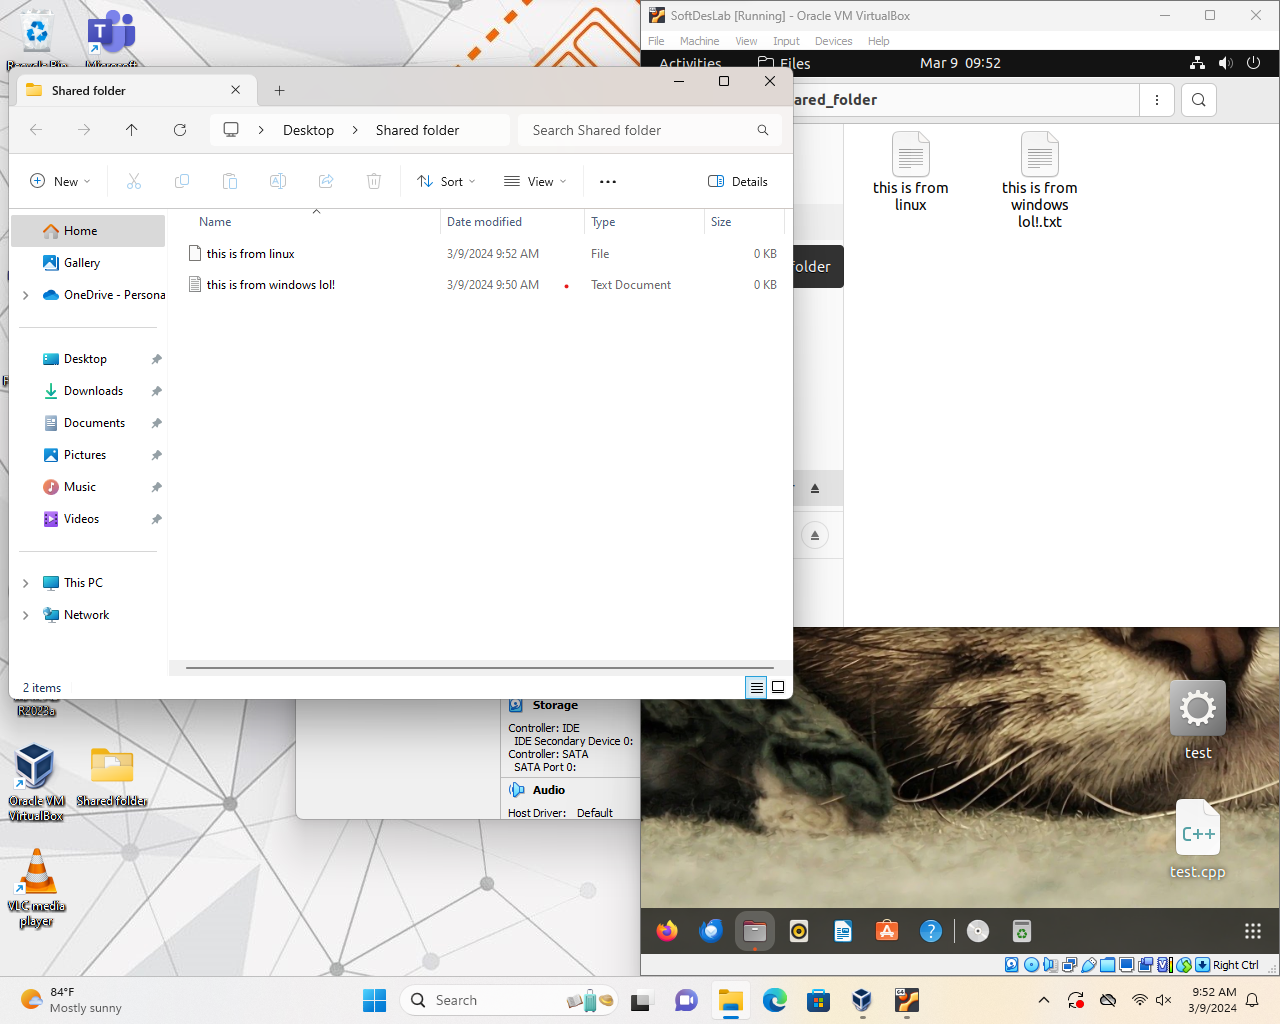 SoftDesLab [Running] - Oracle VM VirtualBox
File Machine View Input Devices Help
Activities Files Mar 9 09:52
Shared folder
ared_folder
Desktop Shared folder Search Shared folder
New Sort View Details
Name Date modified Type Size
this is from linux 3/9/2024 9:52 AM File 0 KB
this is from windows lol! 3/9/2024 9:50 AM Text Document 0 KB
Home
Gallery
OneDrive - Persona
Desktop
Downloads
Documents
Pictures
Music
Videos
This PC
Network
2 items
this is from
linux
this is from
windows
lol!.txt
older
R2023a
Oracle VM
VirtualBox
Shared folder
VLC media
player
Storage
Controller: IDE
IDE Secondary Device 0:
Controller: SATA
SATA Port 0:
Audio
Host Driver: Default
test
C++
test.cpp
Right Ctrl
84°F
Mostly sunny
Search
64
9:52 AM
3/9/2024